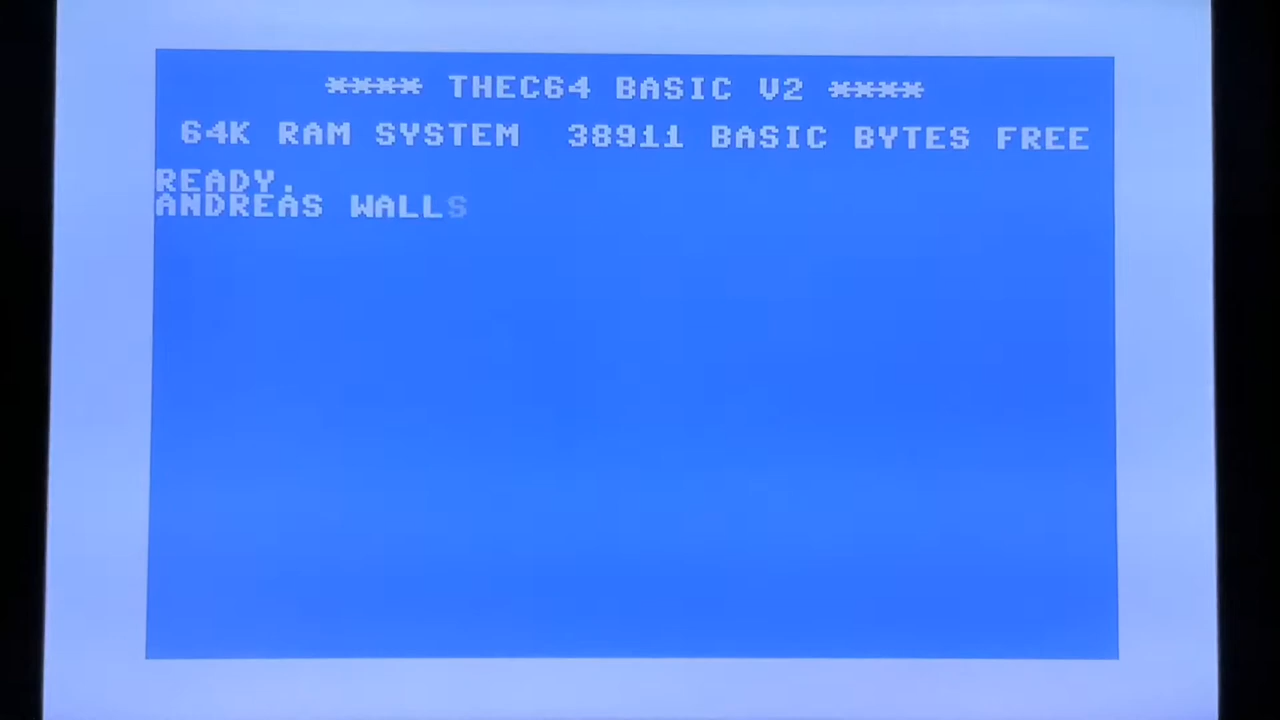 **** THEC64 BASIC V2 ****
64K RAM SYSTEM  38911 BASIC BYTES FREE
READY.
ANDREAS WALLS